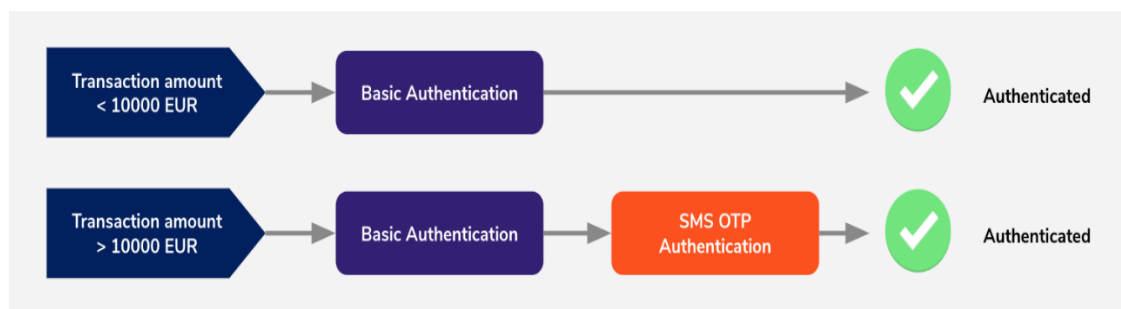 Transaction amount
< 10000 EUR
Basic Authentication
Authenticated
Transaction amount
> 10000 EUR
Basic Authentication
SMS OTP
Authentication
Authenticated